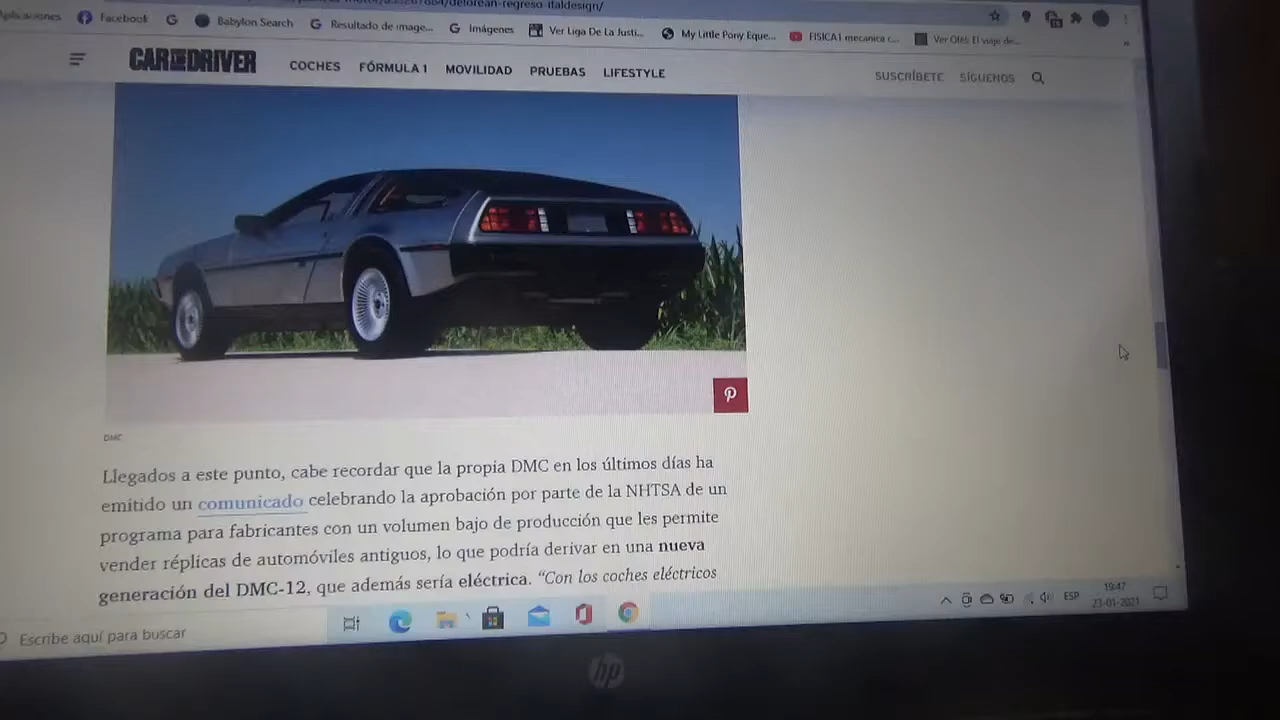 delorean-regreso-italdesign/
Aplicaciones Facebook Babylon Search Resultado de image... Imágenes Ver Liga De La Justi... My Little Pony Eque... FISICA1 mecanica c...
CAR AND DRIVER COCHES FÓRMULA 1 MOVILIDAD PRUEBAS LIFESTYLE SUSCRÍBETE SÍGUENOS
DMC
Llegados a este punto, cabe recordar que la propia DMC en los últimos días ha
emitido un comunicado celebrando la aprobación por parte de la NHTSA de un
programa para fabricantes con un volumen bajo de producción que les permite
vender réplicas de automóviles antiguos, lo que podría derivar en una nueva
generación del DMC-12, que además sería eléctrica. “Con los coches eléctricos
Escribe aquí para buscar
ESP
19:47
23-01-2021
hp